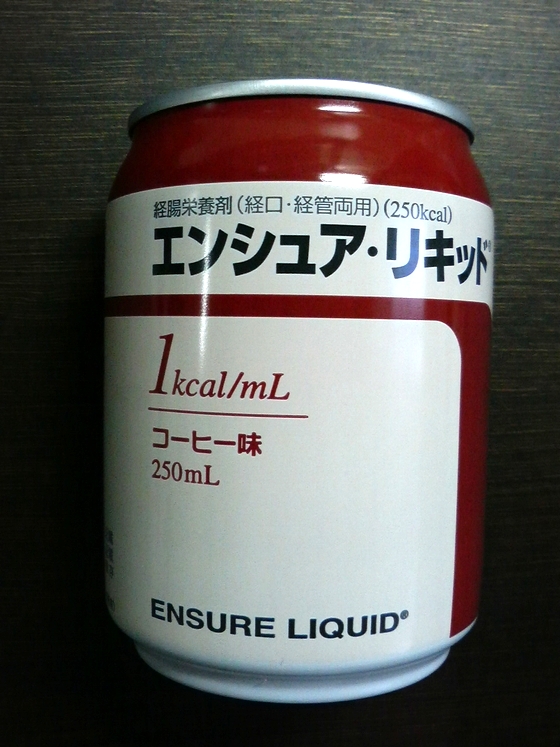 経腸栄養剤(経口・経管両用)(250kcal)
エンシュア・リキッド
1kcal/mL
コーヒー味
250mL
ENSURE LIQUID®